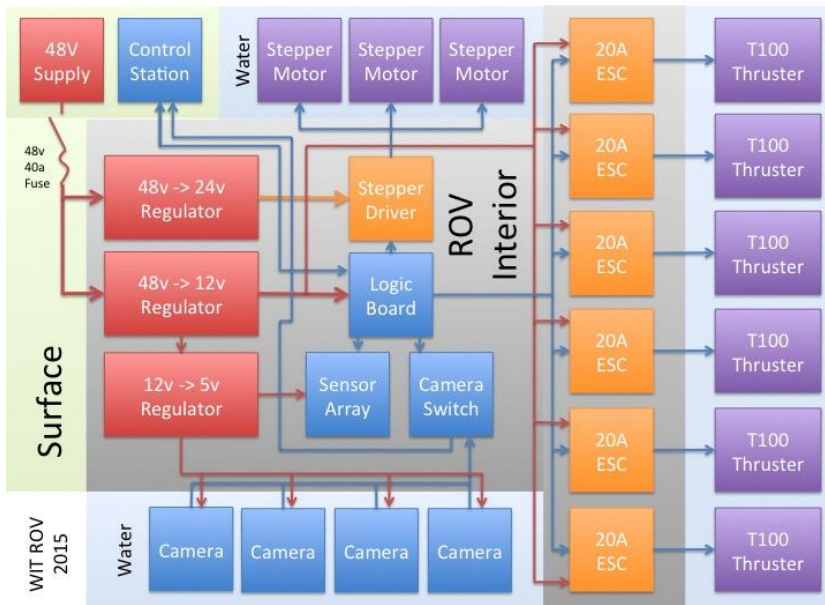 48V
Supply
Control
Station
Water
Stepper
Motor
Stepper
Motor
Stepper
Motor
20A
ESC
T100
Thruster
48v
40a
Fuse
48v -> 24v
Regulator
Stepper
Driver
ROV
Interior
20A
ESC
T100
Thruster
48v -> 12v
Regulator
Logic
Board
20A
ESC
T100
Thruster
Surface
12v -> 5v
Regulator
Sensor
Array
Camera
Switch
20A
ESC
T100
Thruster
20A
ESC
T100
Thruster
WIT ROV
2015
Water
Camera
Camera
Camera
Camera
20A
ESC
T100
Thruster